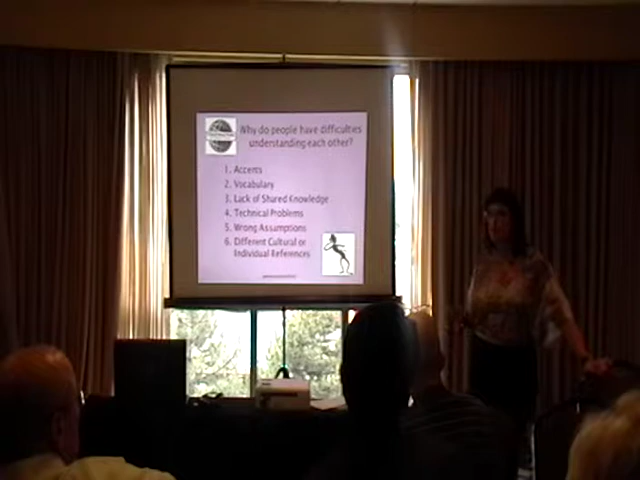 Why do people have difficulties
understanding each other?
1. Accents
2. Vocabulary
3. Lack of Shared Knowledge
4. Technical Problems
5. Wrong Assumptions
6. Different Cultural or
Individual References